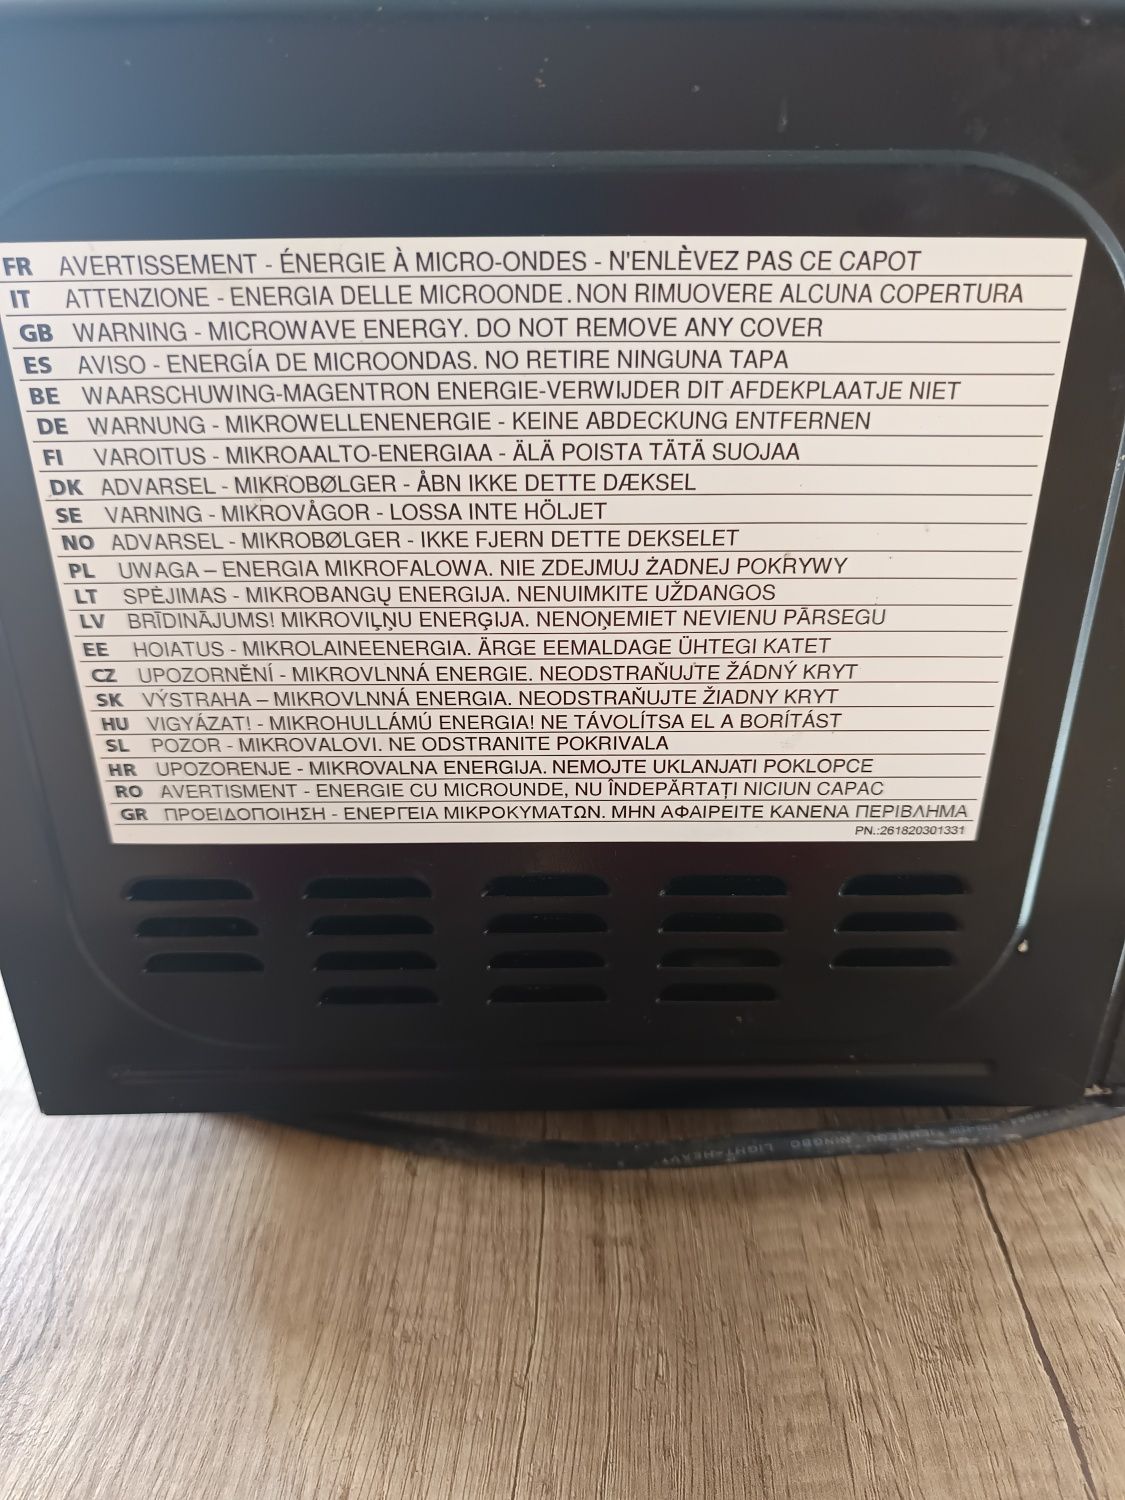 FR AVERTISSEMENT - ÉNERGIE À MICRO-ONDES - N'ENLÈVEZ PAS CE CAPOT
IT ATTENZIONE - ENERGIA DELLE MICROONDE. NON RIMUOVERE ALCUNA COPERTURA
GB WARNING - MICROWAVE ENERGY. DO NOT REMOVE ANY COVER
ES AVISO - ENERGÍA DE MICROONDAS. NO RETIRE NINGUNA TAPA
BE WAARSCHUWING-MAGENTRON ENERGIE-VERWIJDER DIT AFDEKPLAATJE NIET
DE WARNUNG - MIKROWELLENENERGIE - KEINE ABDECKUNG ENTFERNEN
FI VAROITUS - MIKROAALTO-ENERGIAA - ÄLÄ POISTA TÄTÄ SUOJAA
DK ADVARSEL - MIKROBØLGER - ÅBN IKKE DETTE DÆKSEL
SE VARNING - MIKROVÅGOR - LOSSA INTE HÖLJET
NO ADVARSEL - MIKROBØLGER - IKKE FJERN DETTE DEKSELET
PL UWAGA – ENERGIA MIKROFALOWA. NIE ZDEJMUJ ŻADNEJ POKRYWY
LT SPĖJIMAS - MIKROBANGŲ ENERGIJA. NENUIMKITE UŽDANGOS
LV BRĪDINĀJUMS! MIKROVIĻŅU ENERĢIJA. NENOŅEMIET NEVIENU PĀRSEGU
EE HOIATUS - MIKROLAINEENERGIA. ÄRGE EEMALDAGE ÜHTEGI KATET
CZ UPOZORNĚNÍ - MIKROVLNNÁ ENERGIE. NEODSTRAŇUJTE ŽÁDNÝ KRYT
SK VÝSTRAHA – MIKROVLNNÁ ENERGIA. NEODSTRAŇUJTE ŽIADNY KRYT
HU VIGYÁZAT! - MIKROHULLÁMÚ ENERGIA! NE TÁVOLÍTSA EL A BORÍTÁST
SL POZOR - MIKROVALOVI. NE ODSTRANITE POKRIVALA
HR UPOZORENJE - MIKROVALNA ENERGIJA. NEMOJTE UKLANJATI POKLOPCE
RO AVERTISMENT - ENERGIE CU MICROUNDE, NU ÎNDEPĂRTAȚI NICIUN CAPAC
GR ΠΡΟΕΙΔΟΠΟΙΗΣΗ - ΕΝΕΡΓΕΙΑ ΜΙΚΡΟΚΥΜΑΤΩΝ. ΜΗΝ ΑΦΑΙΡΕΙΤΕ ΚΑΝΕΝΑ ΠΕΡΙΒΛΗΜΑ
PN.:261820301331
NINGBO LIGHT-HEAVY